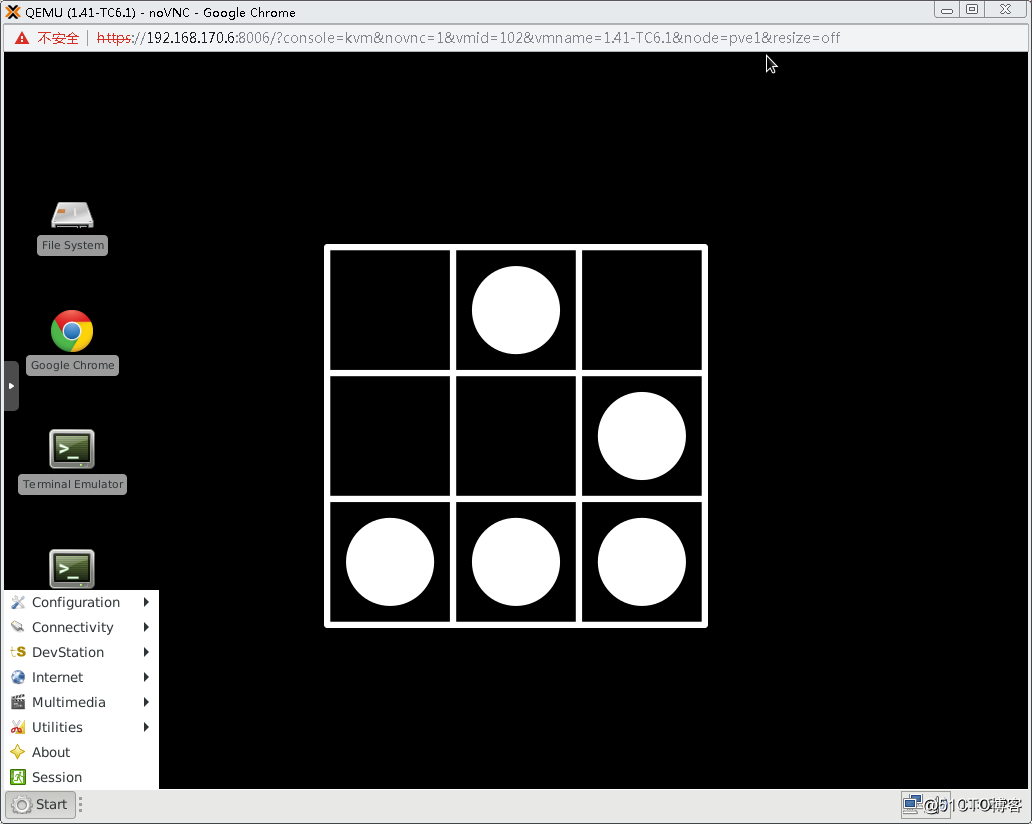 QEMU (1.41-TC6.1) - noVNC - Google Chrome
不安全 | https://192.168.170.6:8006/?console=kvm&novnc=1&vmid=102&vmname=1.41-TC6.1&node=pve1&resize=off
File System
Google Chrome
Terminal Emulator
Configuration
Connectivity
DevStation
Internet
Multimedia
Utilities
About
Session
Start
@51CTO博客